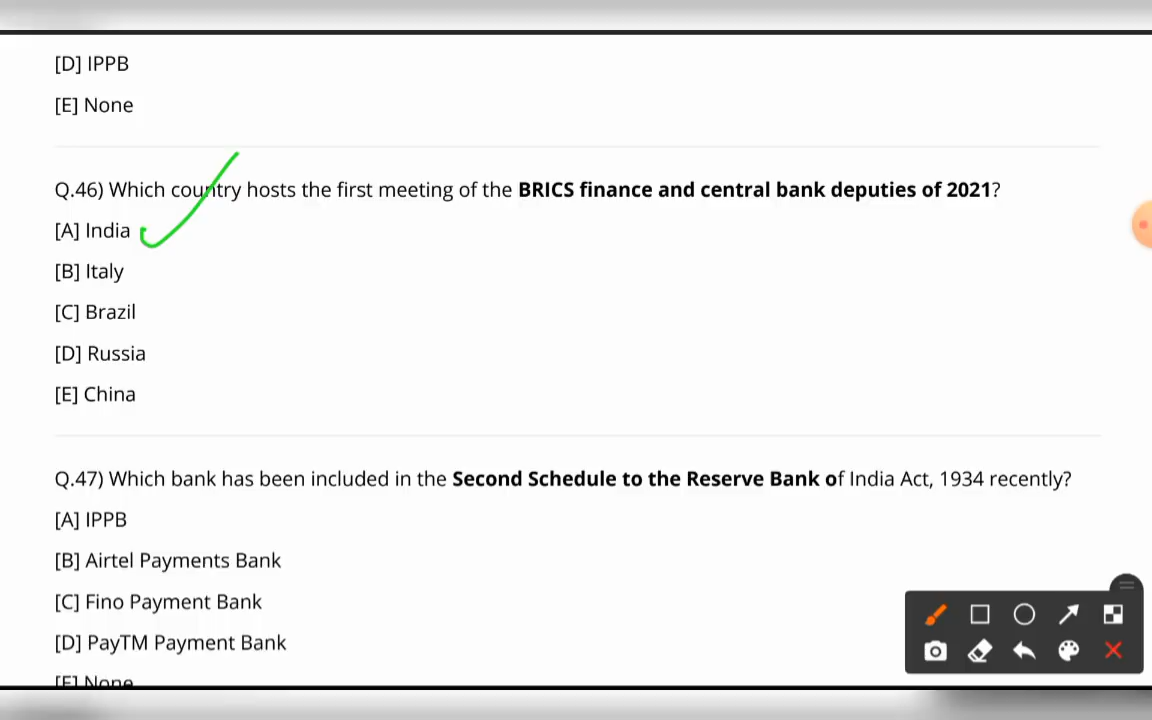 [D] IPPB
[E] None
Q.46) Which country hosts the first meeting of the BRICS finance and central bank deputies of 2021?
[A] India
[B] Italy
[C] Brazil
[D] Russia
[E] China
Q.47) Which bank has been included in the Second Schedule to the Reserve Bank of India Act, 1934 recently?
[A] IPPB
[B] Airtel Payments Bank
[C] Fino Payment Bank
[D] PayTM Payment Bank
[E] None